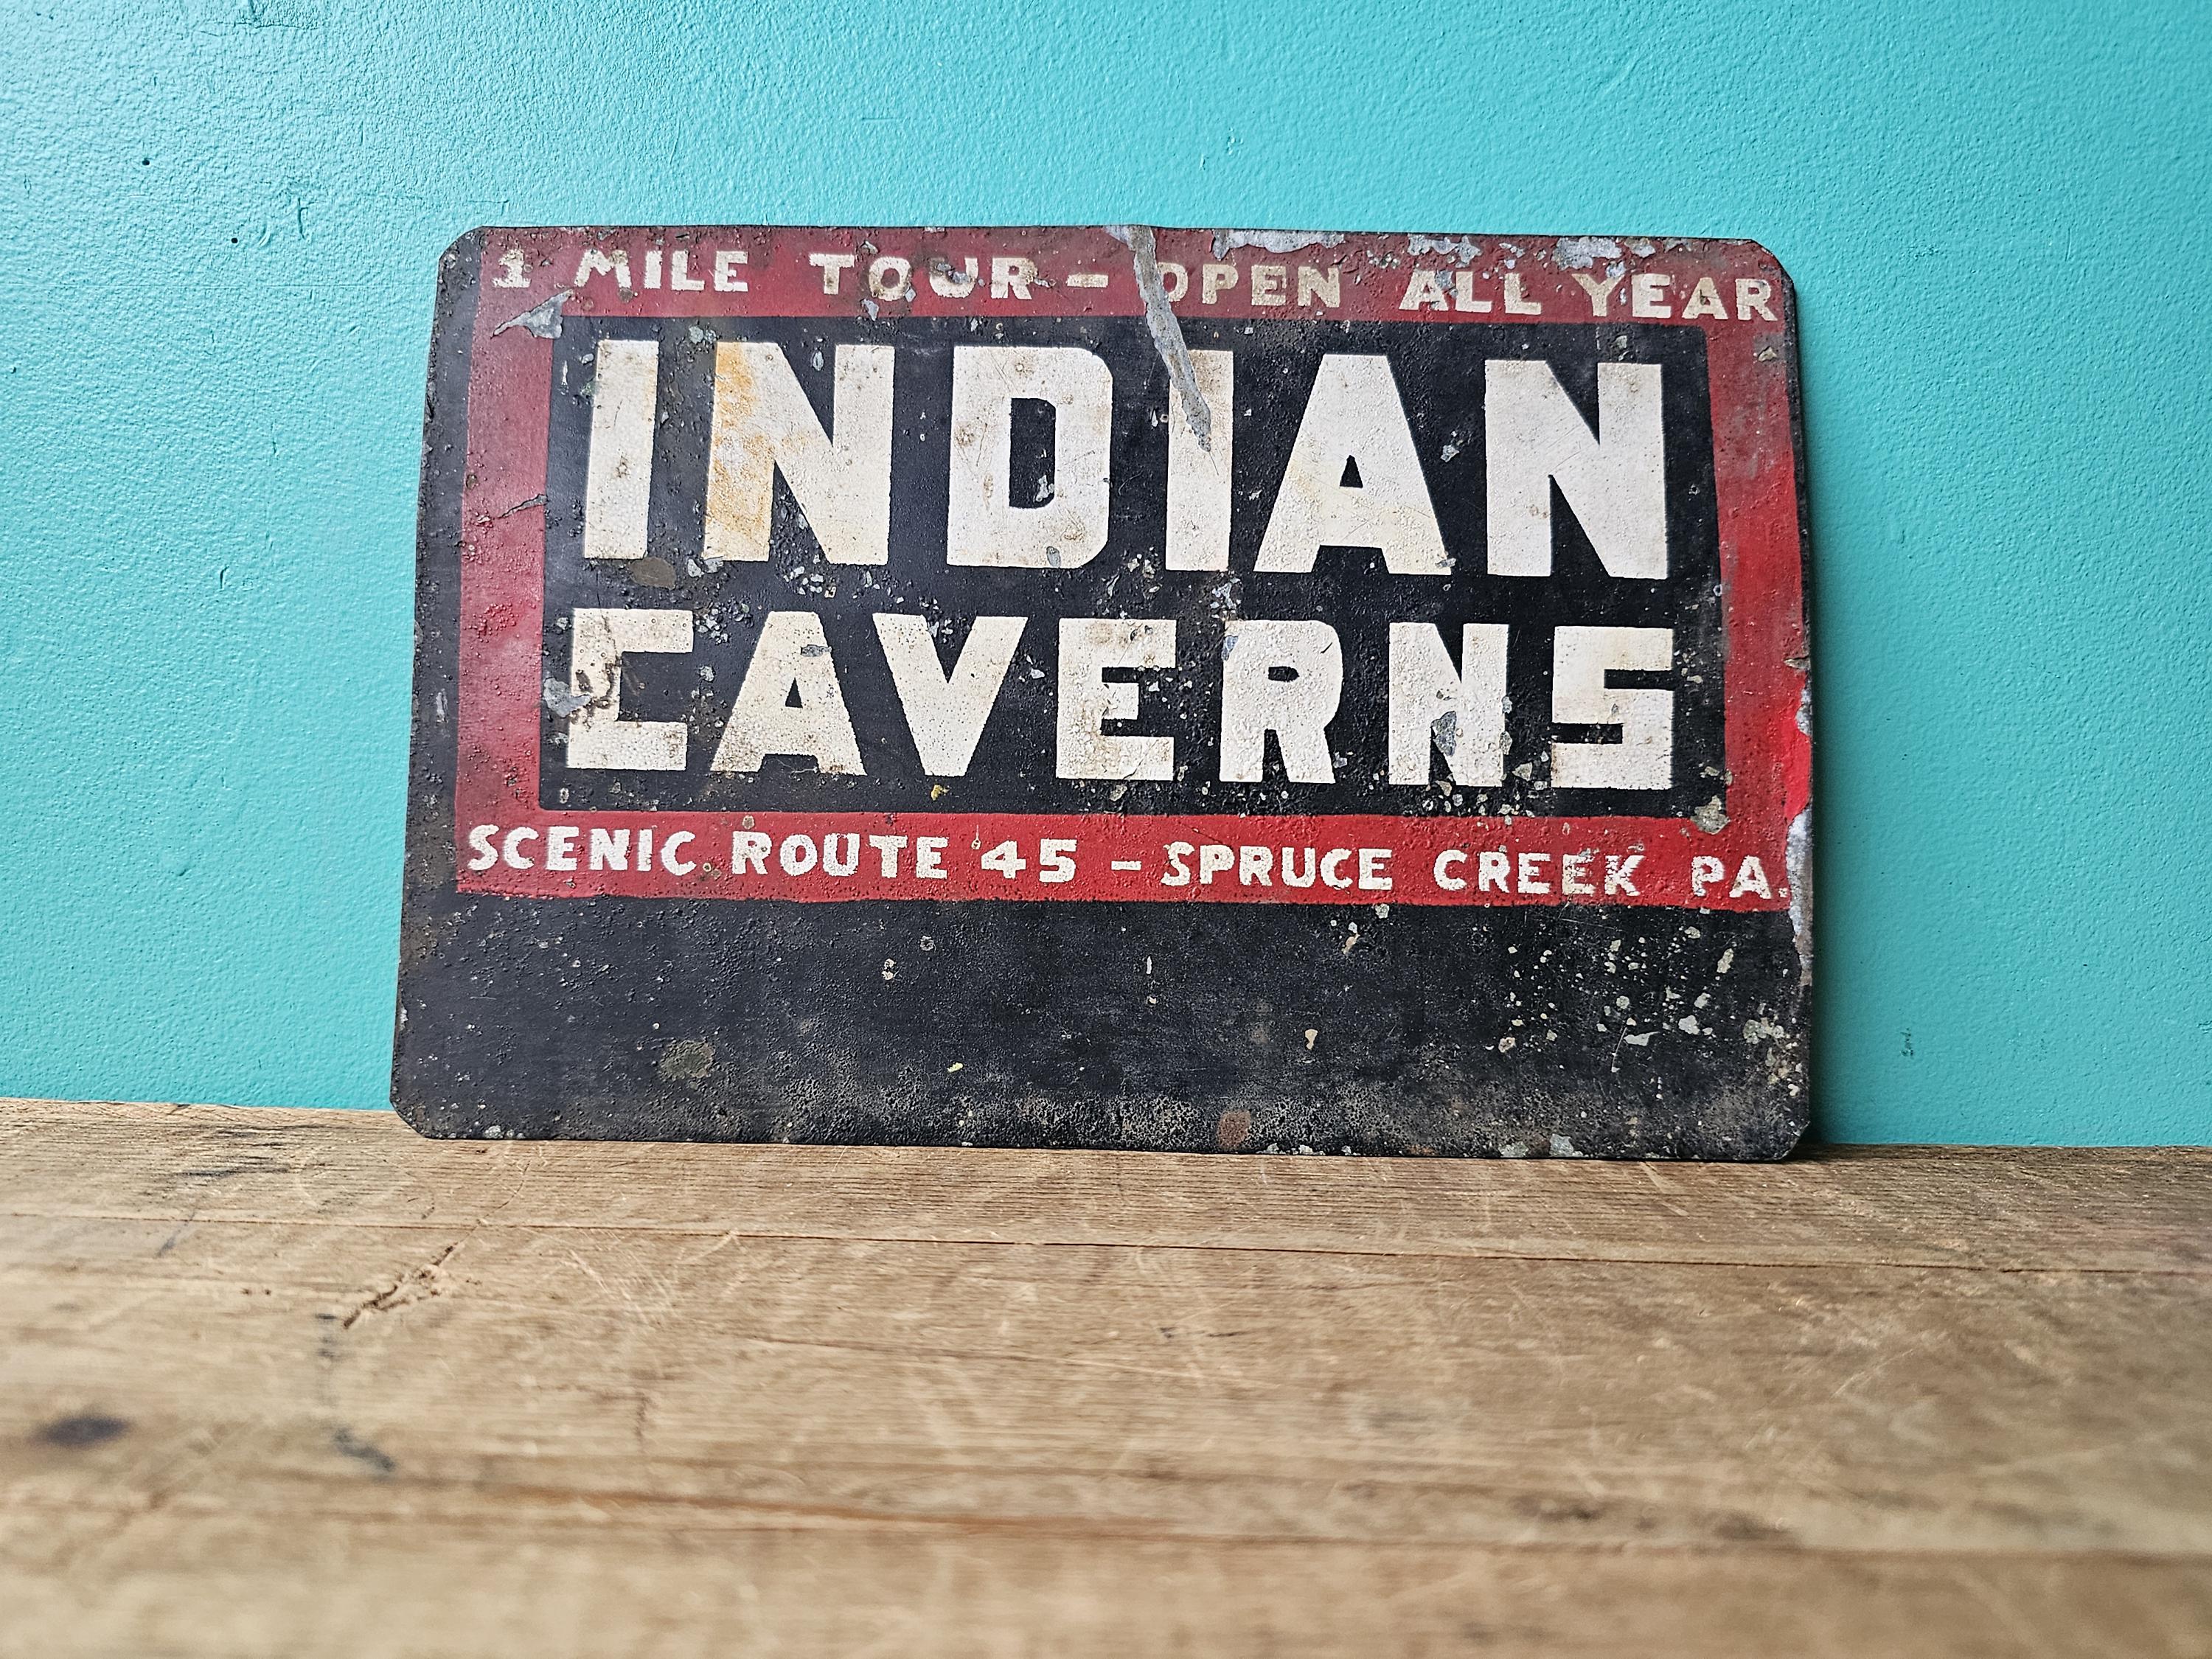 1 MILE TOUR - OPEN ALL YEAR
INDIAN
CAVERNS
SCENIC ROUTE 45 - SPRUCE CREEK PA.